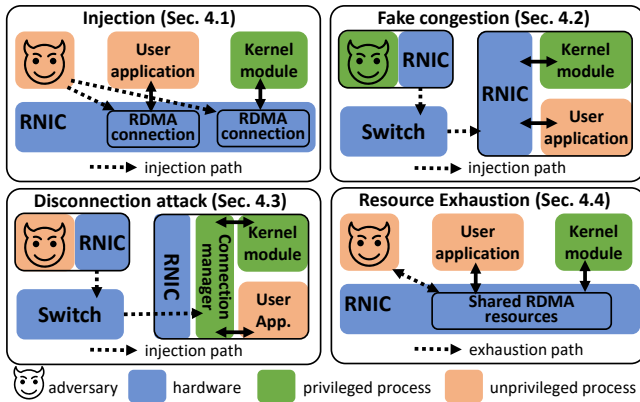 Injection (Sec. 4.1)
User
application
Kernel
module
RNIC
RDMA
connection
RDMA
connection
injection path
Fake congestion (Sec. 4.2)
RNIC
Switch
RNIC
Kernel
module
User
application
injection path
Disconnection attack (Sec. 4.3)
RNIC
Switch
RNIC
Connection
manager
Kernel
module
User
App.
injection path
Resource Exhaustion (Sec. 4.4)
User
application
Kernel
module
RNIC
Shared RDMA
resources
exhaustion path
adversary
hardware
privileged process
unprivileged process